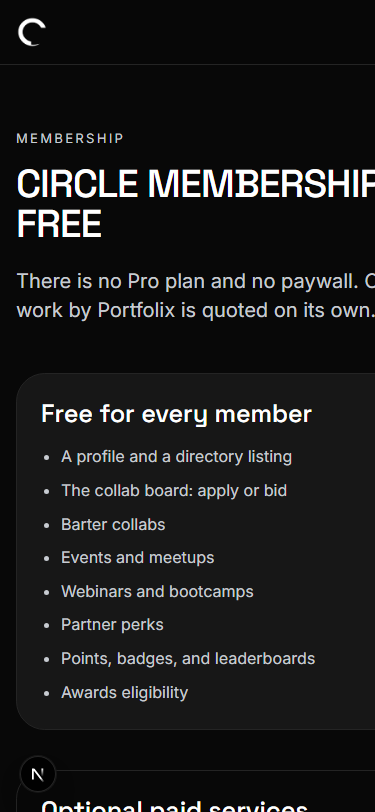 MEMBERSHIP
CIRCLE MEMBERSHIP
FREE
There is no Pro plan and no paywall.
work by Portfolix is quoted on its own.
Free for every member
A profile and a directory listing
The collab board: apply or bid
Barter collabs
Events and meetups
Webinars and bootcamps
Partner perks
Points, badges, and leaderboards
Awards eligibility
N
Optional paid services